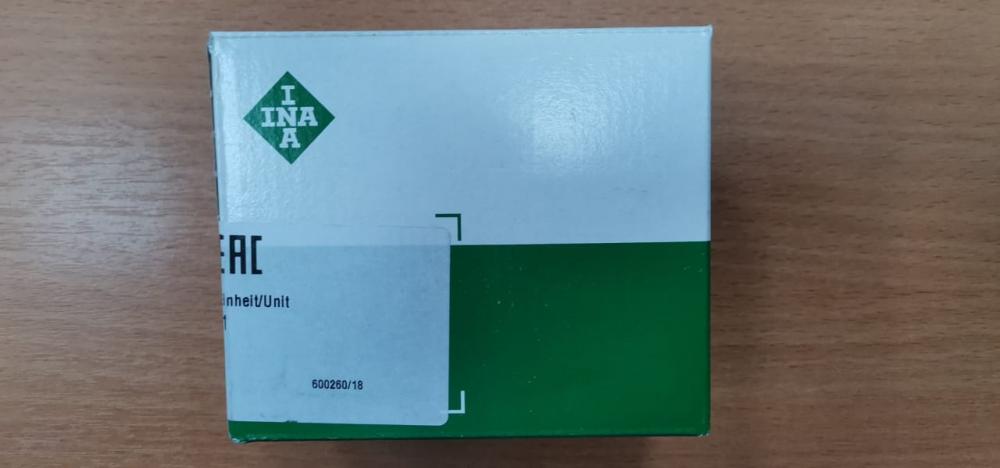 INA
EAC
inheit/Unit
1
600260/18